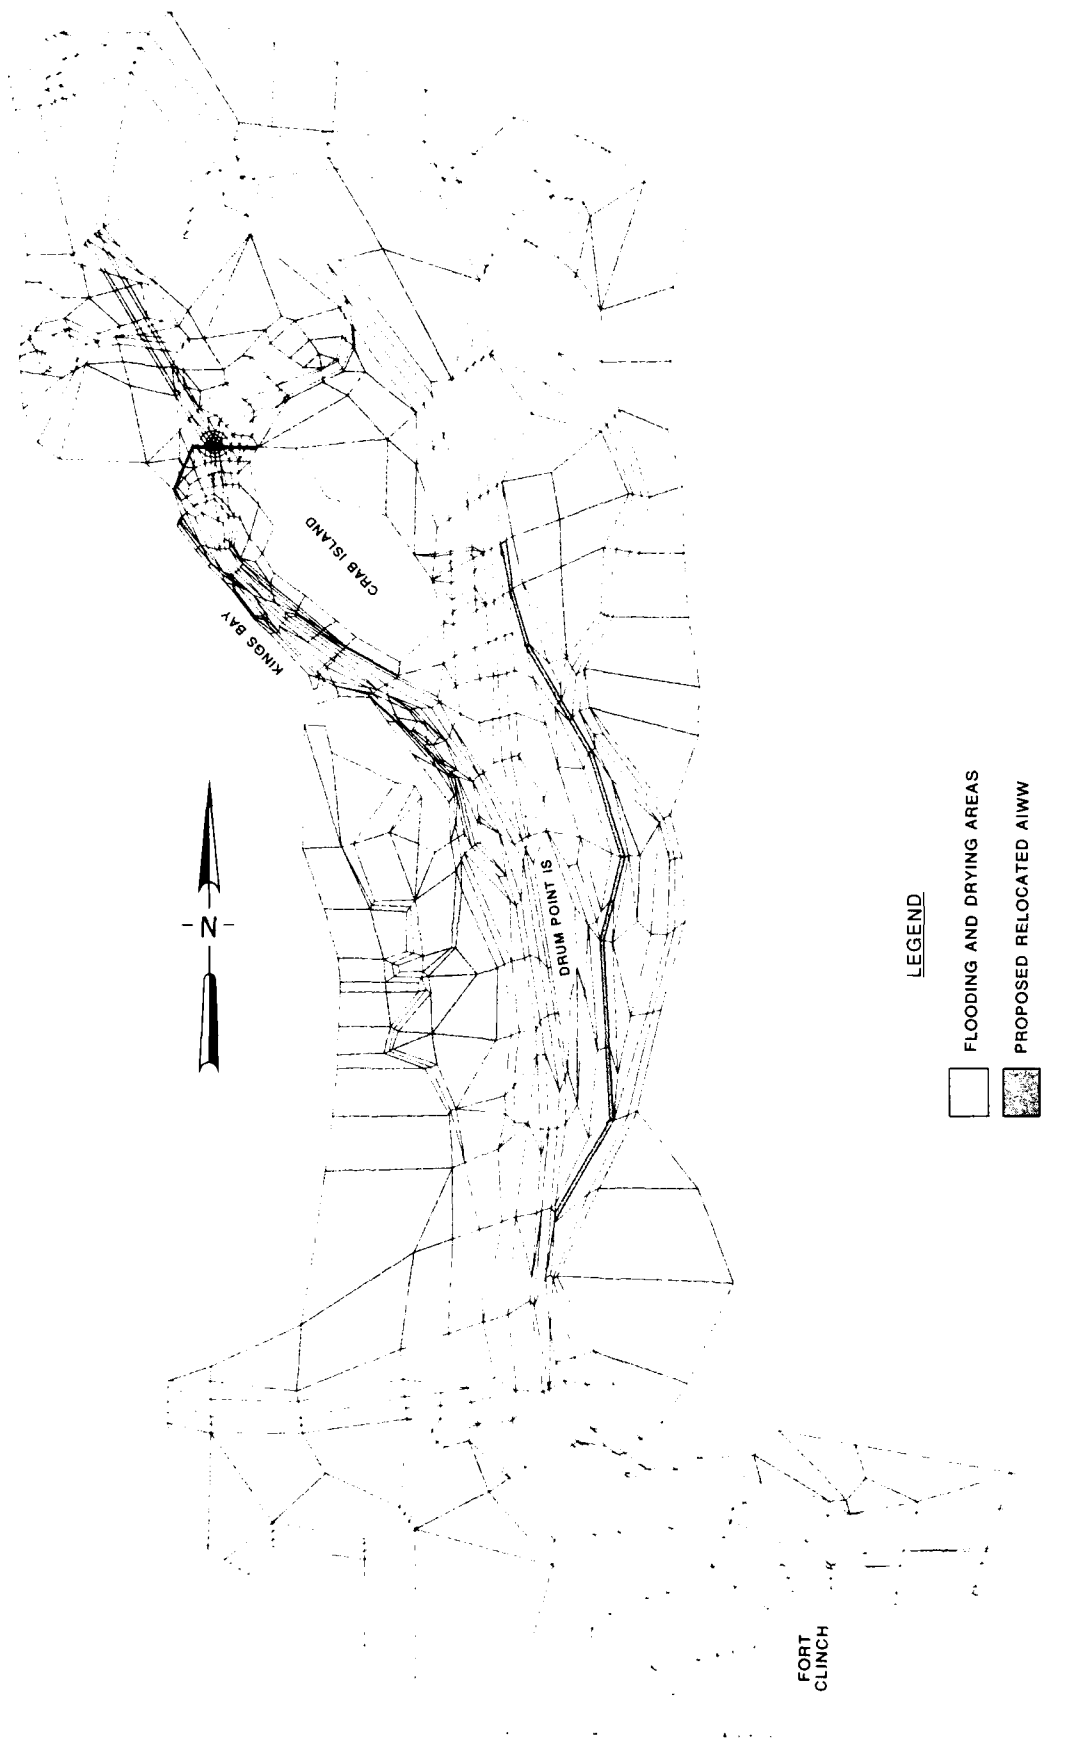 KINGS BAY
CRAB ISLAND
-N-
DRUM POINT IS
LEGEND
FLOODING AND DRYING AREAS
PROPOSED RELOCATED AIWW
FORT
CLINCH